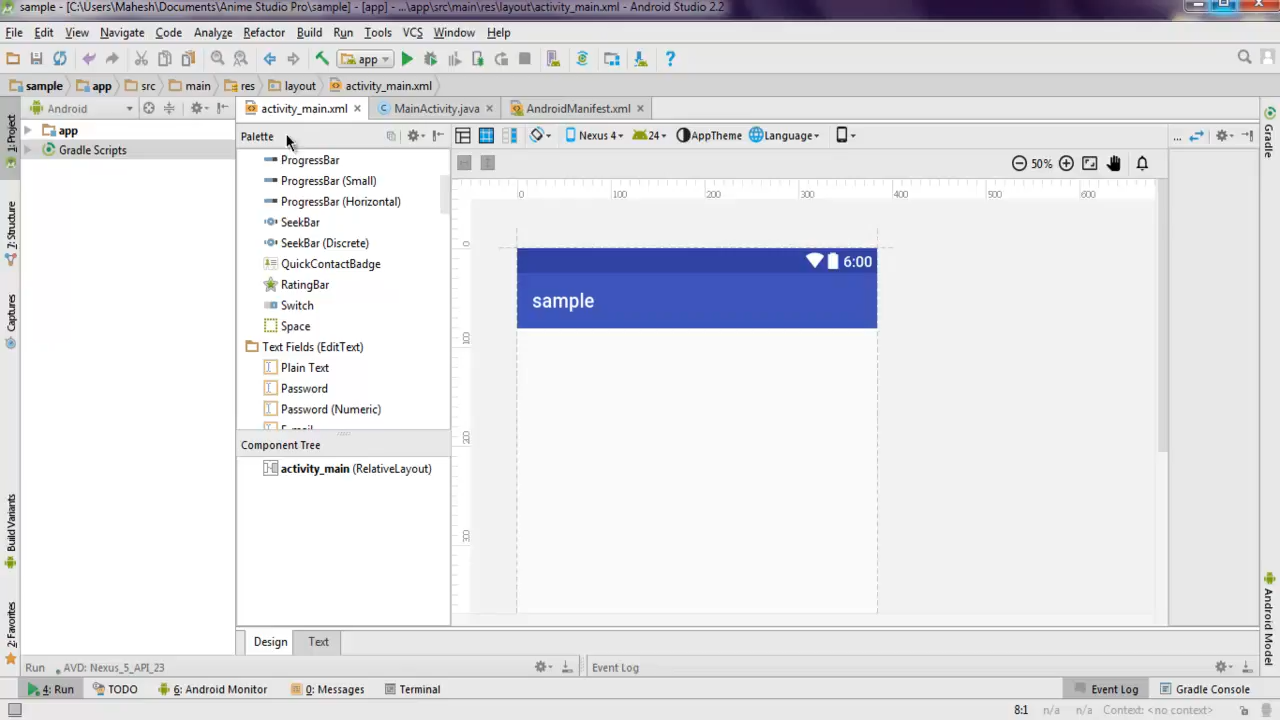 sample - [C:\Users\Mahesh\Documents\Anime Studio Pro\sample] - [app] - ...\app\src\main\res\layout\activity_main.xml - Android Studio 2.2
File Edit View Navigate Code Analyze Refactor Build Run Tools VCS Window Help
app
sample app src main res layout activity_main.xml
Android activity_main.xml MainActivity.java AndroidManifest.xml
app
Gradle Scripts
1: Project
7: Structure
Captures
Build Variants
2: Favorites
Palette
ProgressBar
ProgressBar (Small)
ProgressBar (Horizontal)
SeekBar
SeekBar (Discrete)
QuickContactBadge
RatingBar
Switch
Space
Text Fields (EditText)
Plain Text
Password
Password (Numeric)
E-mail
Component Tree
activity_main (RelativeLayout)
Nexus 4 24 AppTheme Language ...
50%
0 100 200 300 400 500 600
0
100
200
300
6:00
sample
Gradle
Android Model
Design Text
Run AVD: Nexus_5_API_23 Event Log
4: Run TODO 6: Android Monitor 0: Messages Terminal Event Log Gradle Console
8:1 n/a n/a Context: <no context>